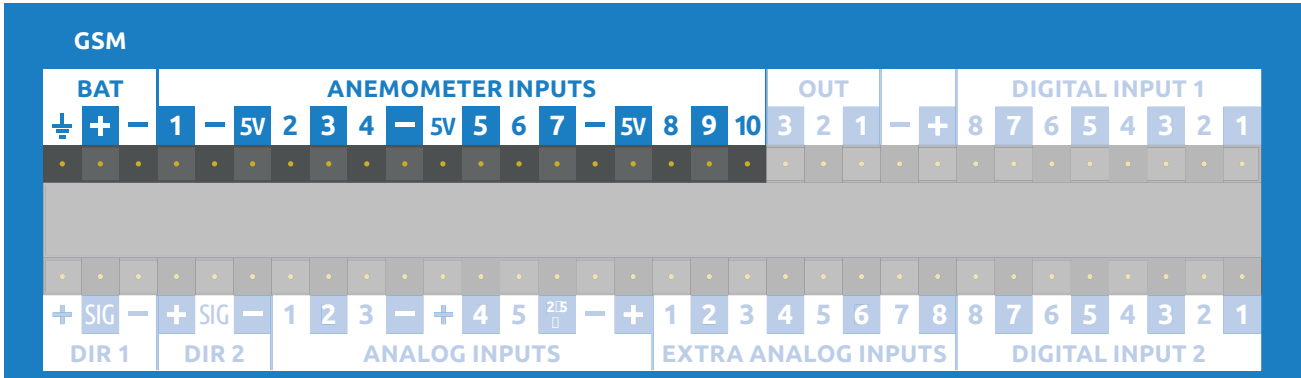 GSM
BAT ANEMOMETER INPUTS OUT DIGITAL INPUT 1
+ − 1 − 5V 2 3 4 − 5V 5 6 7 − 5V 8 9 10 3 2 1 − + 8 7 6 5 4 3 2 1
+ SIG − + SIG − 1 2 3 − + 4 5 2▯5▯ − + 1 2 3 4 5 6 7 8 8 7 6 5 4 3 2 1
DIR 1 DIR 2 ANALOG INPUTS EXTRA ANALOG INPUTS DIGITAL INPUT 2